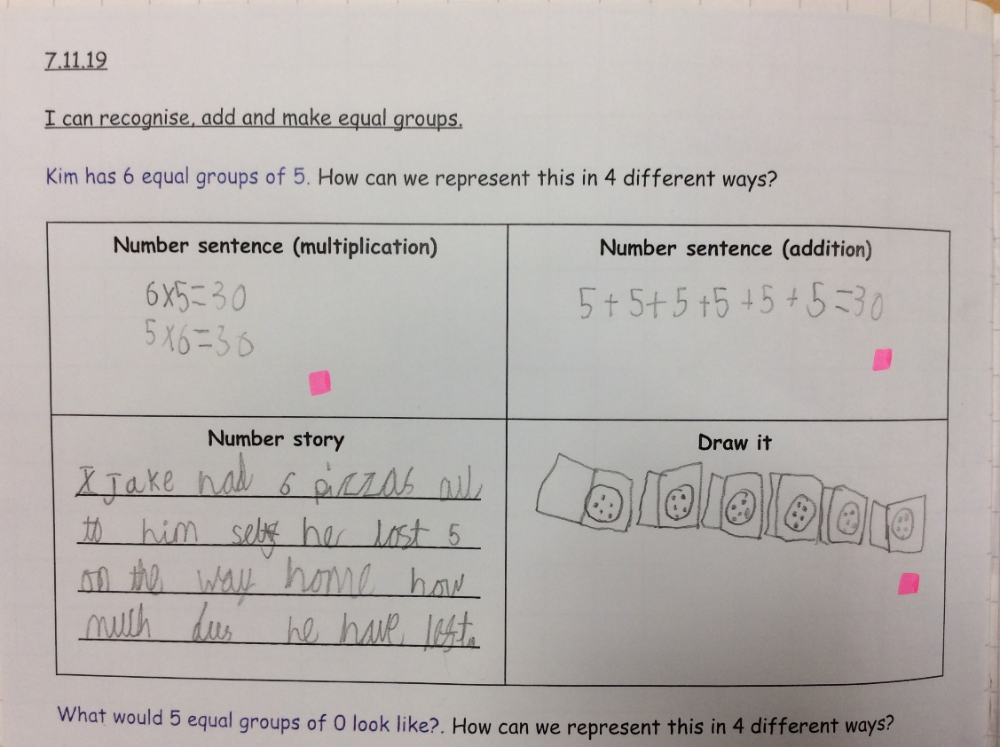 7.11.19
I can recognise, add and make equal groups.
Kim has 6 equal groups of 5. How can we represent this in 4 different ways?
Number sentence (multiplication)
6x5=30
5x6=30
Number sentence (addition)
5+5+5+5+5+5=30
Number story
Jake had 6 pizzas all
to him self he lost 5
on the way home how
much dus he have left.
Draw it
What would 5 equal groups of 0 look like?. How can we represent this in 4 different ways?